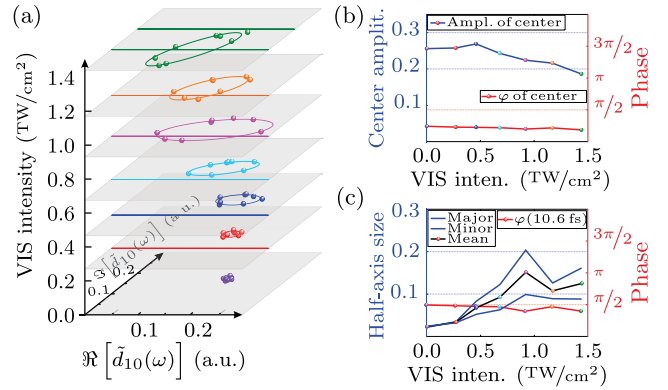 (a)
VIS intensity (TW/cm²)
1.4
1.2
1.0
0.8
0.6
0.4
0.2
0.0
ℑ[d̃₁₀(ω)] (a.u.)
0.1
0.2
0.1
0.2
ℜ [d̃₁₀(ω)] (a.u.)
(b)
Center amplit.
0.3
0.2
0.1
Ampl. of center
φ of center
3π/2
π
π/2
Phase
0.0 0.5 1.0 1.5
VIS inten. (TW/cm²)
(c)
Half-axis size
0.3
0.2
0.1
Major
Minor
Mean
φ(10.6 fs)
3π/2
π
π/2
Phase
0.0 0.5 1.0 1.5
VIS inten. (TW/cm²)